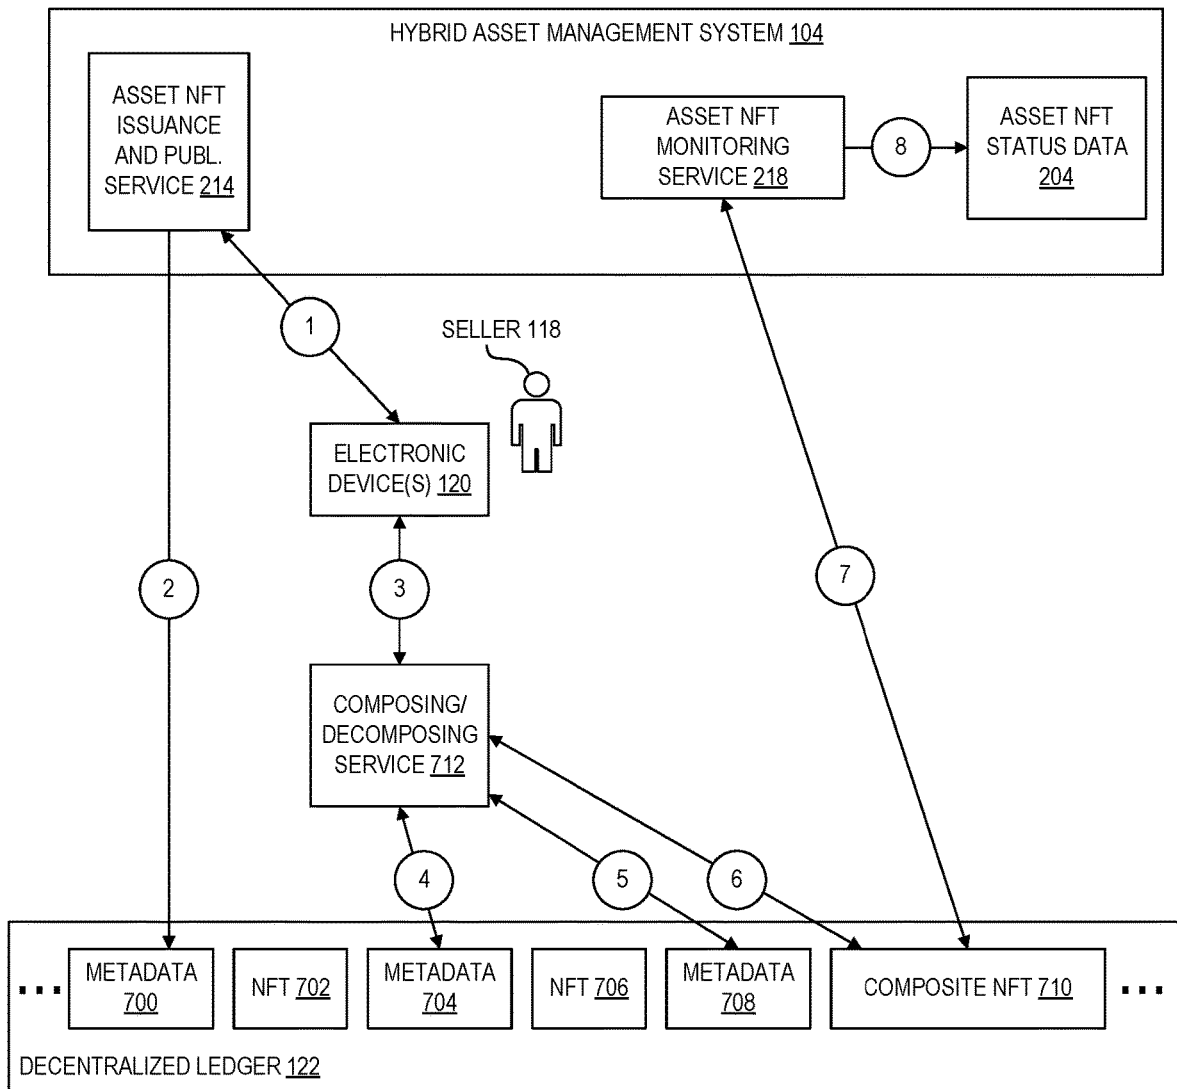 HYBRID ASSET MANAGEMENT SYSTEM 104
ASSET NFT
ISSUANCE
AND PUBL.
SERVICE 214
ASSET NFT
MONITORING
SERVICE 218
8
ASSET NFT
STATUS DATA
204
1
SELLER 118
ELECTRONIC
DEVICE(S) 120
2
3
7
COMPOSING/
DECOMPOSING
SERVICE 712
4
5
6
...
METADATA
700
NFT 702
METADATA
704
NFT 706
METADATA
708
COMPOSITE NFT 710
...
DECENTRALIZED LEDGER 122